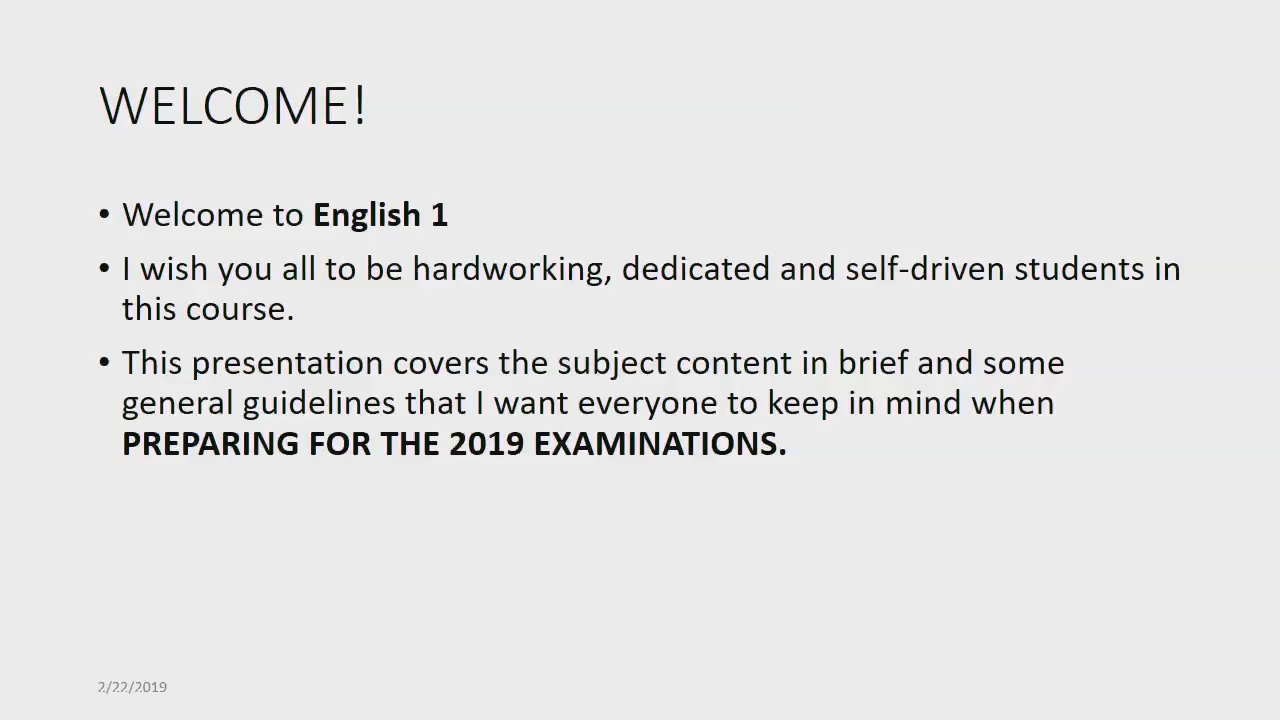 WELCOME!
• Welcome to English 1
• I wish you all to be hardworking, dedicated and self-driven students in
this course.
• This presentation covers the subject content in brief and some
general guidelines that I want everyone to keep in mind when
PREPARING FOR THE 2019 EXAMINATIONS.
2/22/2019